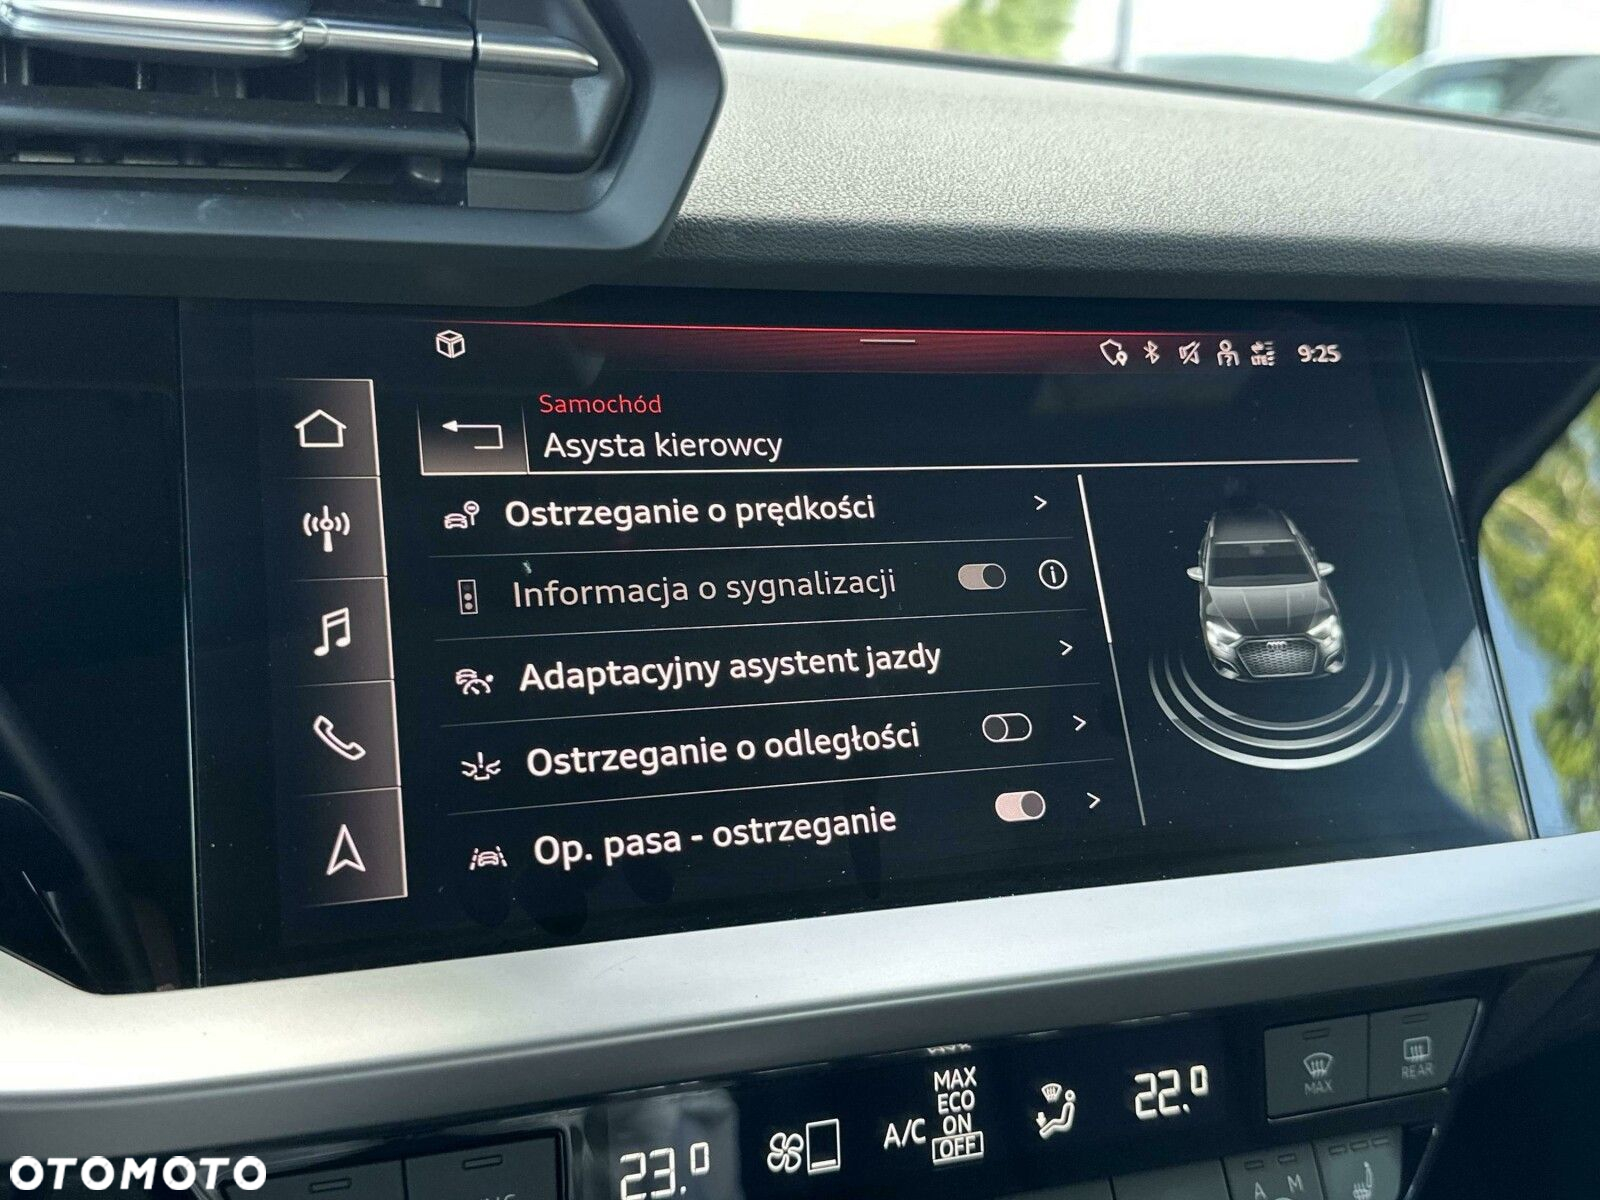 LTE
9:25
Samochód
Asysta kierowcy
Ostrzeganie o prędkości
Informacja o sygnalizacji
Adaptacyjny asystent jazdy
Ostrzeganie o odległości
Op. pasa - ostrzeganie
MAX
REAR
23.0
A/C
MAX
ECO
ON
OFF
22.0
A
M
OTOMOTO